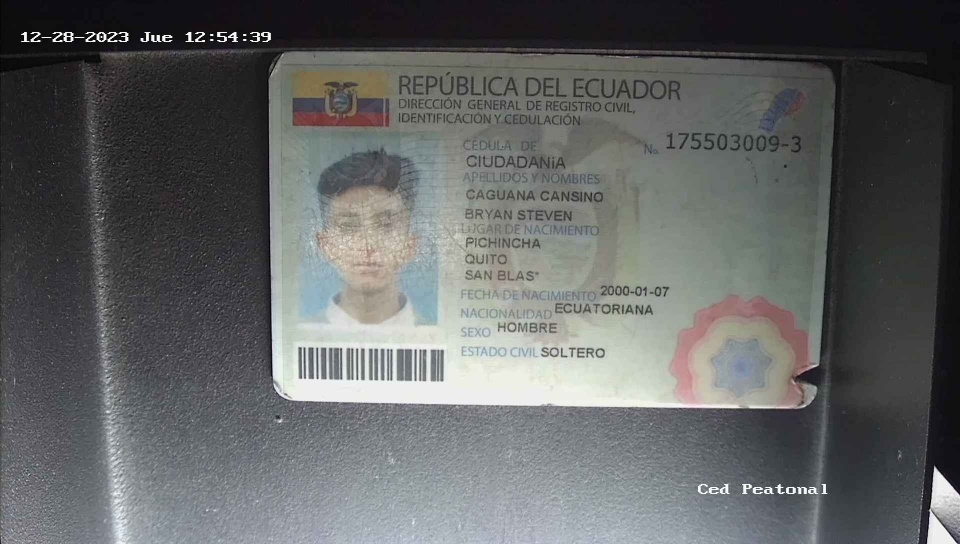 12-28-2023 Jue 12:54:39
REPÚBLICA DEL ECUADOR
DIRECCIÓN GENERAL DE REGISTRO CIVIL,
IDENTIFICACIÓN Y CEDULACIÓN
CÉDULA DE
No. 175503009-3
CIUDADANÍA
APELLIDOS Y NOMBRES
CAGUANA CANSINO
BRYAN STEVEN
LUGAR DE NACIMIENTO
PICHINCHA
QUITO
SAN BLAS*
FECHA DE NACIMIENTO 2000-01-07
NACIONALIDAD ECUATORIANA
SEXO HOMBRE
ESTADO CIVIL SOLTERO
Ced Peatonal